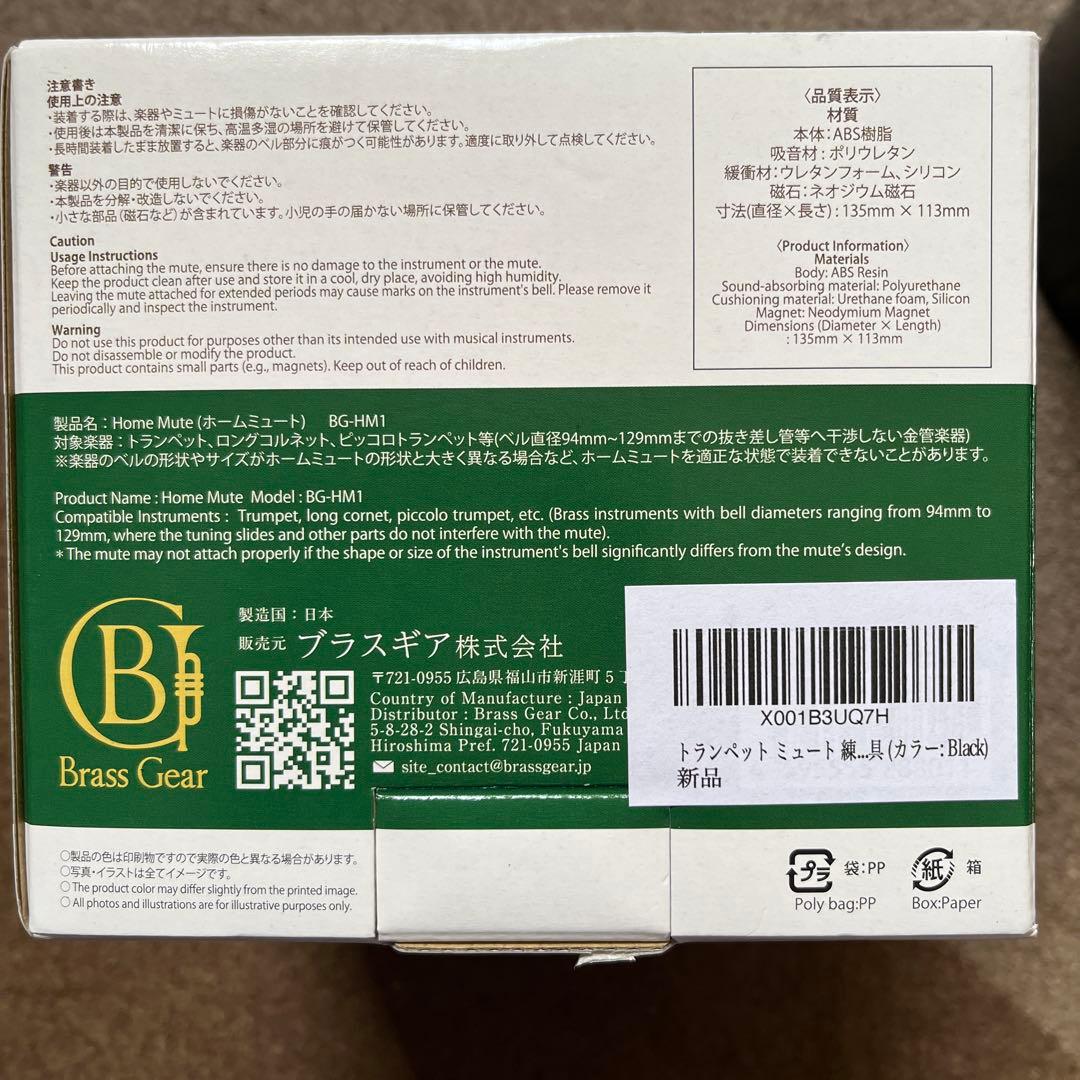 注意書き
使用上の注意
・装着する際は、楽器やミュートに損傷がないことを確認してください。
・使用後は本製品を清潔に保ち、高温多湿の場所を避けて保管してください。
・長時間装着したまま放置すると、楽器のベル部分に痕がつく可能性があります。適度に取り外して点検してください。
警告
・楽器以外の目的で使用しないでください。
・本製品を分解・改造しないでください。
・小さな部品（磁石など）が含まれています。小児の手の届かない場所に保管してください。
Caution
Usage Instructions
Before attaching the mute, ensure there is no damage to the instrument or the mute.
Keep the product clean after use and store it in a cool, dry place, avoiding high humidity.
Leaving the mute attached for extended periods may cause marks on the instrument's bell. Please remove it
periodically and inspect the instrument.
Warning
Do not use this product for purposes other than its intended use with musical instruments.
Do not disassemble or modify the product.
This product contains small parts (e.g., magnets). Keep out of reach of children.
〈品質表示〉
材質
本体：ABS樹脂
吸音材：ポリウレタン
緩衝材：ウレタンフォーム、シリコン
磁石：ネオジウム磁石
寸法(直径×長さ)：135mm × 113mm
〈Product Information〉
Materials
Body: ABS Resin
Sound-absorbing material: Polyurethane
Cushioning material: Urethane foam, Silicon
Magnet: Neodymium Magnet
Dimensions (Diameter × Length)
: 135mm × 113mm
製品名：Home Mute (ホームミュート) BG-HM1
対象楽器：トランペット、ロングコルネット、ピッコロトランペット等(ベル直径94mm~129mmまでの抜き差し管等へ干渉しない金管楽器)
※楽器のベルの形状やサイズがホームミュートの形状と大きく異なる場合など、ホームミュートを適正な状態で装着できないことがあります。
Product Name : Home Mute Model : BG-HM1
Compatible Instruments : Trumpet, long cornet, piccolo trumpet, etc. (Brass instruments with bell diameters ranging from 94mm to
129mm, where the tuning slides and other parts do not interfere with the mute).
* The mute may not attach properly if the shape or size of the instrument's bell significantly differs from the mute's design.
B
Brass Gear
製造国：日本
販売元 ブラスギア株式会社
〒721-0955 広島県福山市新涯町 5 丁
Country of Manufacture : Japan
Distributor : Brass Gear Co., Ltd
5-8-28-2 Shingai-cho, Fukuyama
Hiroshima Pref. 721-0955 Japan
site_contact@brassgear.jp
X001B3UQ7H
トランペット ミュート 練...具 (カラー: Black)
新品
○製品の色は印刷物ですので実際の色と異なる場合があります。
○写真・イラストは全てイメージです。
○The product color may differ slightly from the printed image.
○All photos and illustrations are for illustrative purposes only.
プラ 袋：PP
Poly bag:PP
紙 箱
Box:Paper